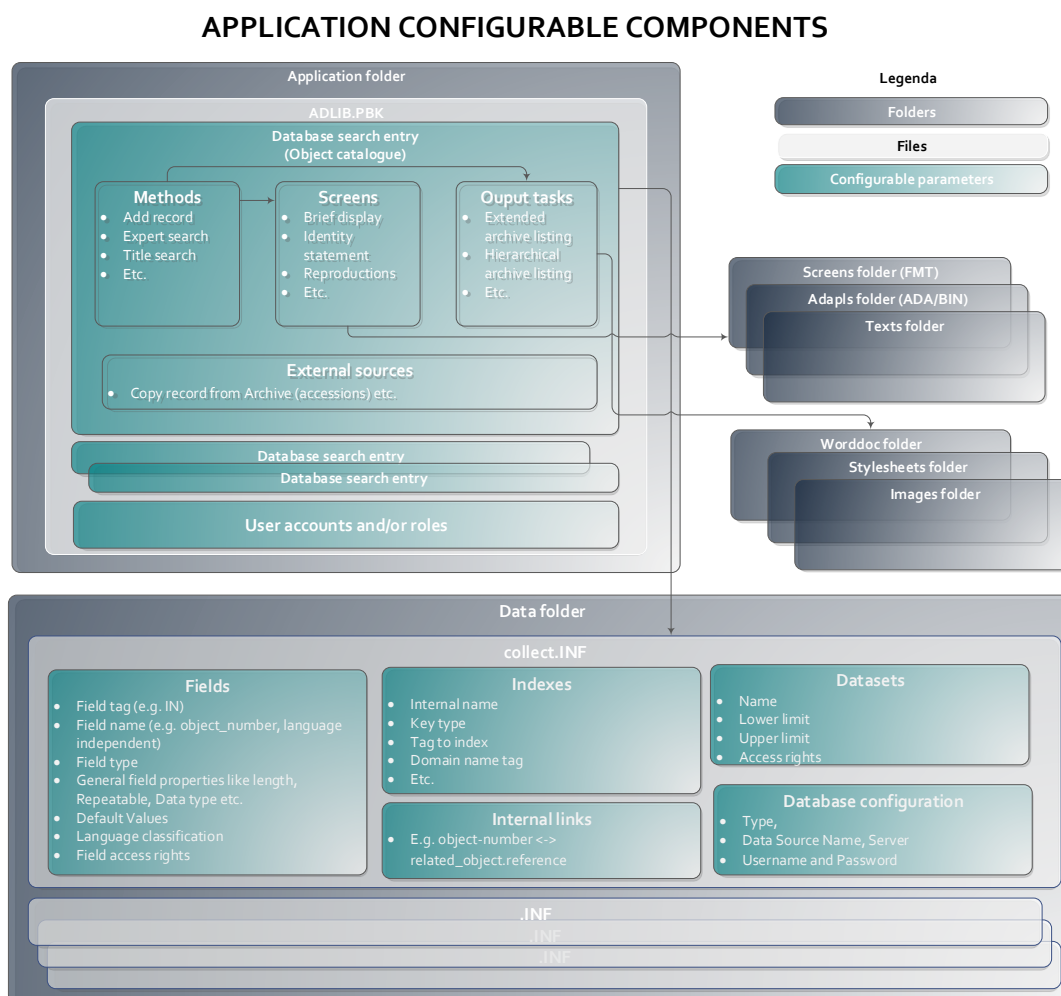 APPLICATION CONFIGURABLE COMPONENTS
Application folder
ADLIB.PBK
Database search entry
(Object catalogue)
Methods
• Add record
• Expert search
• Title search
• Etc.
Screens
• Brief display
• Identity
statement
• Reproductions
• Etc.
Ouput tasks
• Extended
archive listing
• Hierarchical
archive listing
• Etc.
External sources
• Copy record from Archive (accessions) etc.
Database search entry
Database search entry
User accounts and/or roles
Legenda
Folders
Files
Configurable parameters
Screens folder (FMT)
Adapls folder (ADA/BIN)
Texts folder
Worddoc folder
Stylesheets folder
Images folder
Data folder
collect.INF
Fields
• Field tag (e.g. IN)
• Field name (e.g. object_number, language
independent)
• Field type
• General field properties like length,
Repeatable, Data type etc.
• Default Values
• Language classification
• Field access rights
Indexes
• Internal name
• Key type
• Tag to index
• Domain name tag
• Etc.
Internal links
• E.g. object-number <->
related_object.reference
Datasets
• Name
• Lower limit
• Upper limit
• Access rights
Database configuration
• Type,
• Data Source Name, Server
• Username and Password
.INF
.INF
.INF